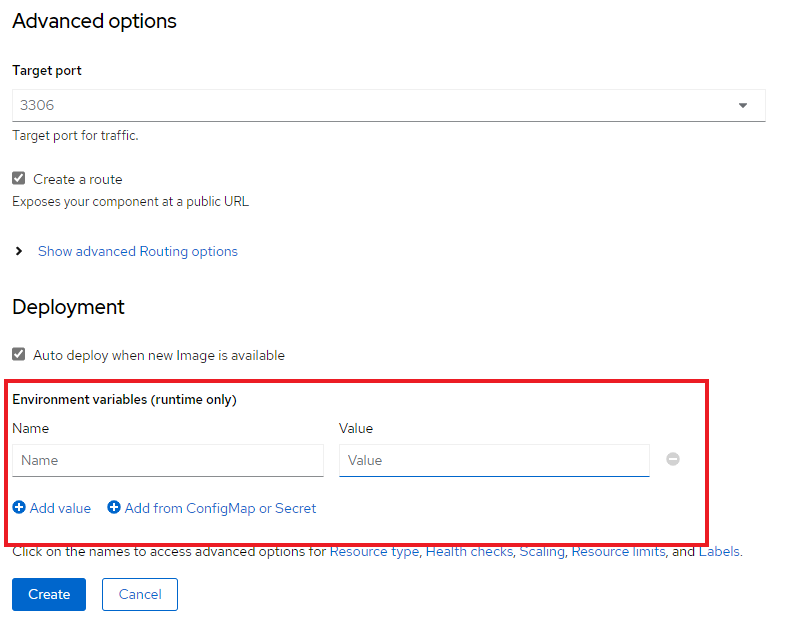 Advanced options
Target port
3306
Target port for traffic.
Create a route
Exposes your component at a public URL
Show advanced Routing options
Deployment
Auto deploy when new Image is available
Environment variables (runtime only)
Name Value
Name Value
Add value Add from ConfigMap or Secret
Click on the names to access advanced options for Resource type, Health checks, Scaling, Resource limits, and Labels.
Create Cancel